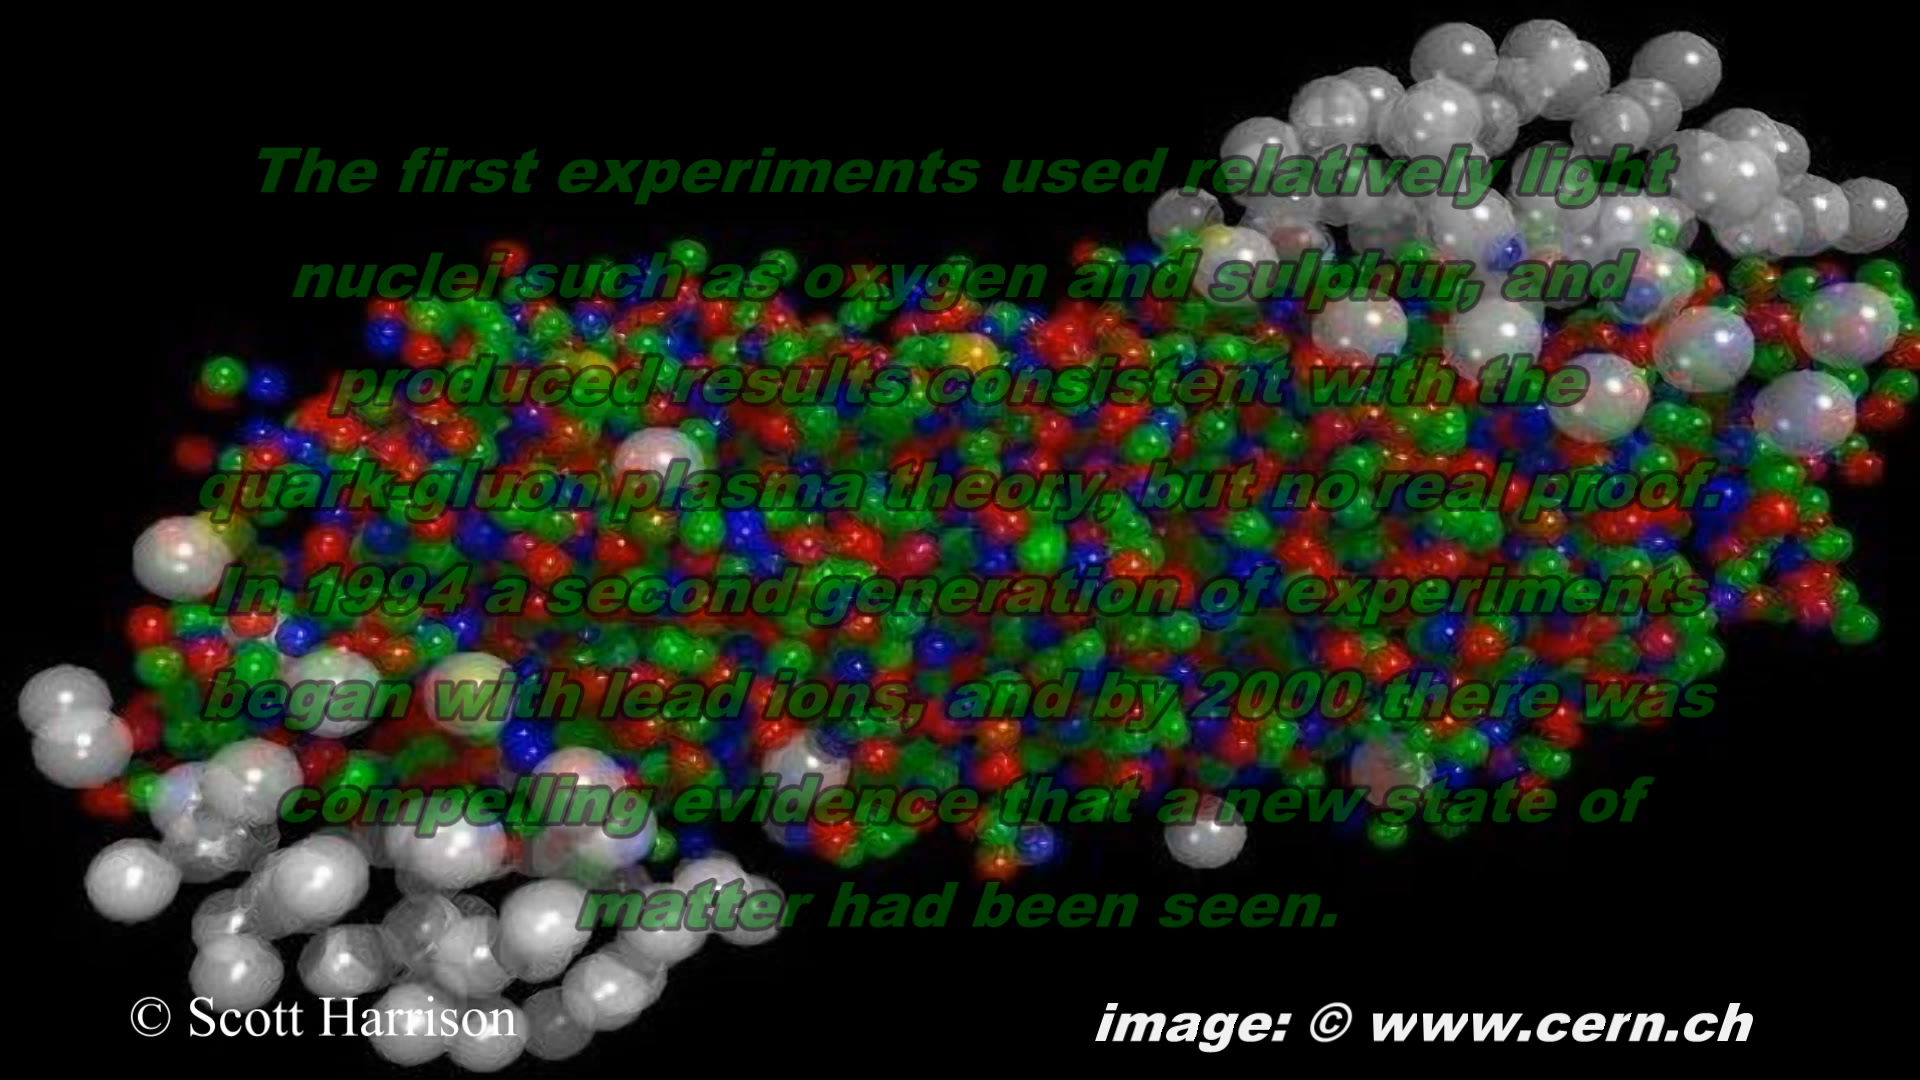 The first experiments used relatively light
nuclei such as oxygen and sulphur, and
produced results consistent with the
quark-gluon plasma theory, but no real proof.
In 1994 a second generation of experiments
began with lead ions, and by 2000 there was
compelling evidence that a new state of
matter had been seen.
© Scott Harrison
image: © www.cern.ch